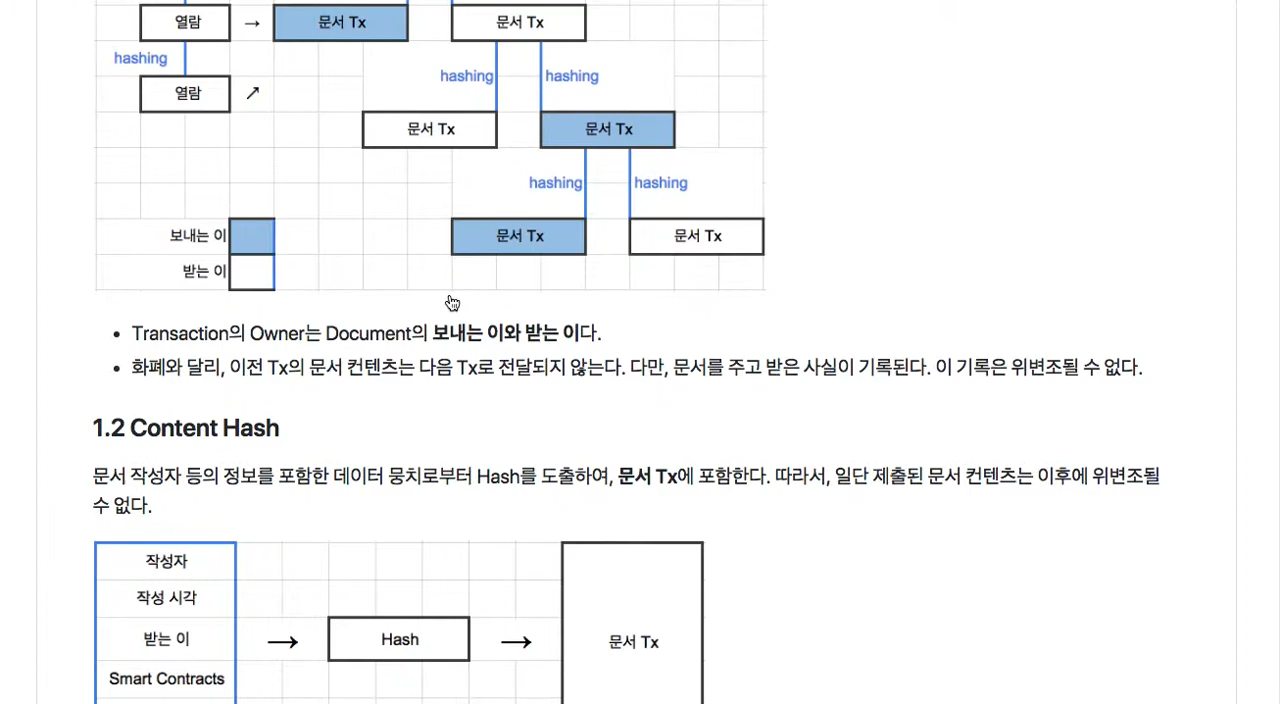 열람 → 문서 Tx 문서 Tx
hashing
hashing hashing
열람 ↗
문서 Tx 문서 Tx
hashing hashing
보내는 이 문서 Tx 문서 Tx
받는 이
• Transaction의 Owner는 Document의 보내는 이와 받는 이다.
• 화폐와 달리, 이전 Tx의 문서 컨텐츠는 다음 Tx로 전달되지 않는다. 다만, 문서를 주고 받은 사실이 기록된다. 이 기록은 위변조될 수 없다.
1.2 Content Hash
문서 작성자 등의 정보를 포함한 데이터 뭉치로부터 Hash를 도출하여, 문서 Tx에 포함한다. 따라서, 일단 제출된 문서 컨텐츠는 이후에 위변조될
수 없다.
작성자
작성 시각
받는 이 → Hash → 문서 Tx
Smart Contracts